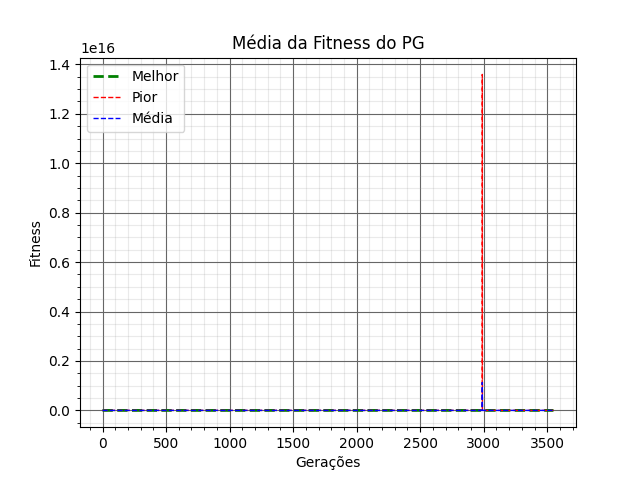 Média da Fitness do PG
1e16
Melhor
Pior
Média
1.4
1.2
1.0
0.8
0.6
0.4
0.2
0.0
Fitness
0 500 1000 1500 2000 2500 3000 3500
Gerações